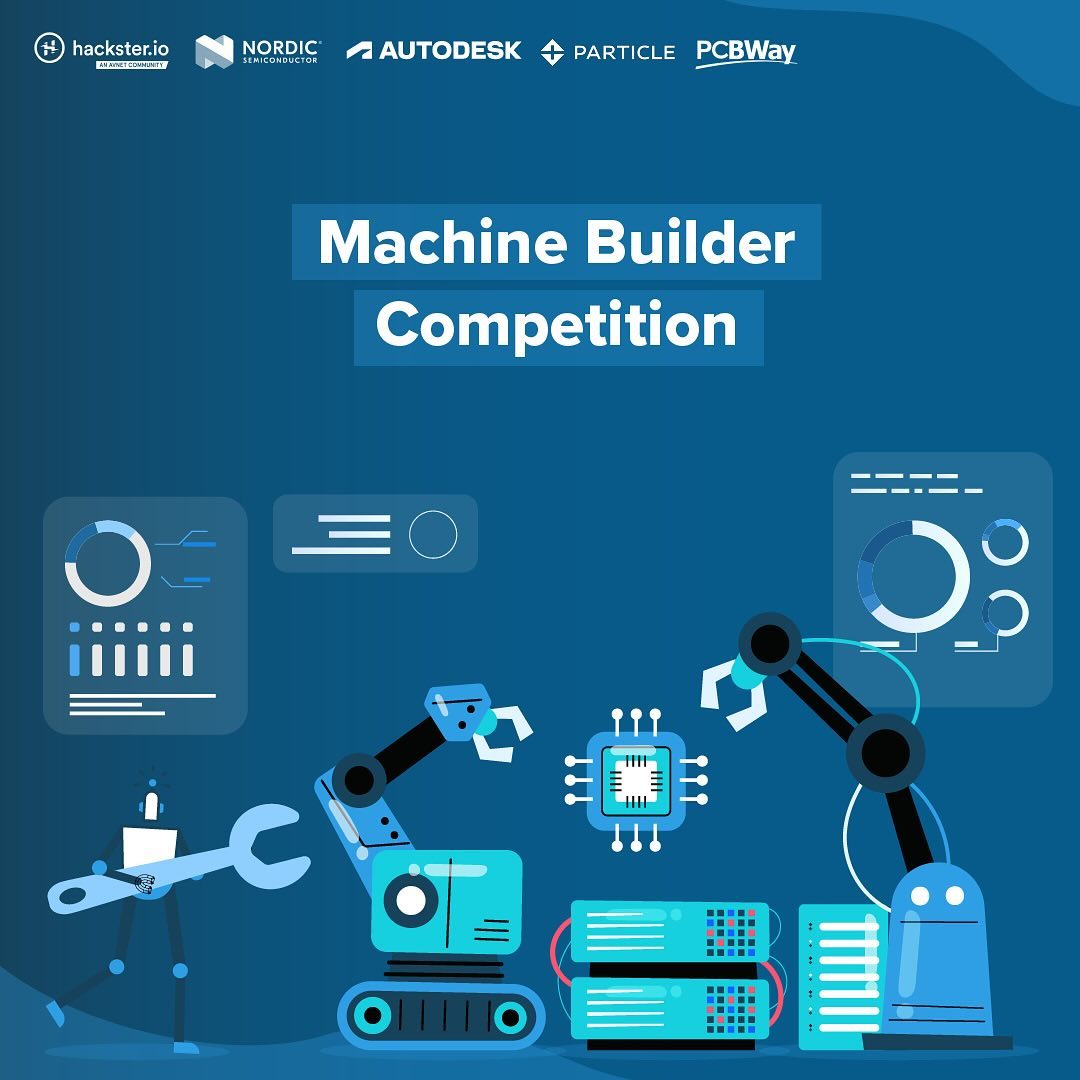 hackster.io
AN AVNET COMMUNITY
NORDIC
SEMICONDUCTOR
AUTODESK
PARTICLE
PCBWay
Machine Builder
Competition